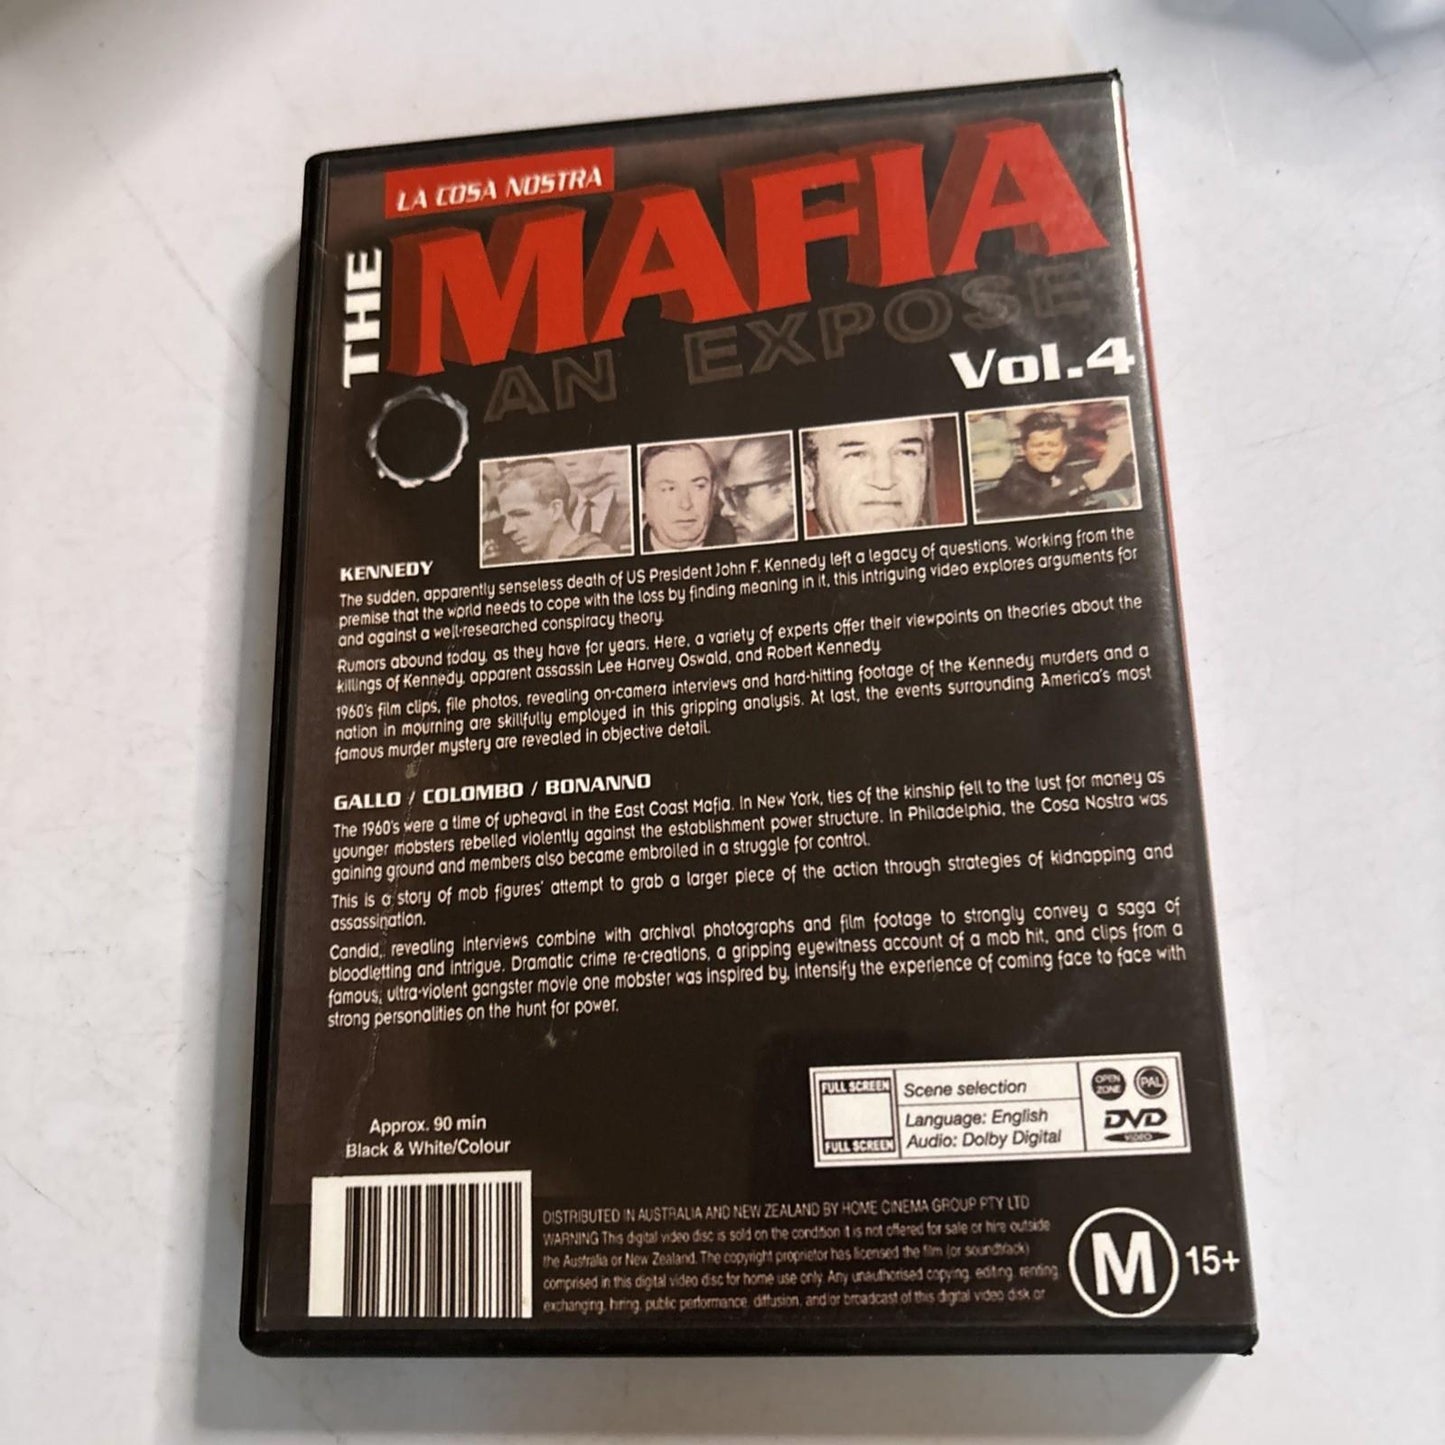 LA COSA NOSTRA
THE
MAFIA
AN EXPOSE
Vol.4
KENNEDY
The sudden, apparently senseless death of US President John F. Kennedy left a legacy of questions. Working from the
premise that the world needs to cope with the loss by finding meaning in it, this intriguing video explores arguments for
and against a well-researched conspiracy theory.
Rumors abound today, as they have for years. Here, a variety of experts offer their viewpoints on theories about the
killings of Kennedy, apparent assassin Lee Harvey Oswald, and Robert Kennedy.
1960's film clips, file photos, revealing on-camera interviews and hard-hitting footage of the Kennedy murders and a
nation in mourning are skillfully employed in this gripping analysis. At last, the events surrounding America's most
famous murder mystery are revealed in objective detail.
GALLO / COLOMBO / BONANNO
The 1960's were a time of upheaval in the East Coast Mafia. In New York, ties of the kinship fell to the lust for money as
younger mobsters rebelled violently against the establishment power structure. In Philadelphia, the Cosa Nostra was
gaining ground and members also became embroiled in a struggle for control.
This is a story of mob figures' attempt to grab a larger piece of the action through strategies of kidnapping and
assassination.
Candid, revealing interviews combine with archival photographs and film footage to strongly convey a saga of
bloodletting and intrigue. Dramatic crime re-creations, a gripping eyewitness account of a mob hit, and clips from a
famous, ultra-violent gangster movie one mobster was inspired by, intensify the experience of coming face to face with
strong personalities on the hunt for power.
Approx. 90 min
Black & White/Colour
FULL SCREEN
FULL SCREEN
Scene selection
Language: English
Audio: Dolby Digital
OPEN
ZONE
PAL
DVD
VIDEO
DISTRIBUTED IN AUSTRALIA AND NEW ZEALAND BY HOME CINEMA GROUP PTY LTD
WARNING This digital video disc is sold on the condition it is not offered for sale or hire outside
the Australia or New Zealand. The copyright proprietor has licensed the film (or soundtrack)
comprised in this digital video disc for home use only. Any unauthorised copying, editing, renting,
exchanging, hiring, public performance, diffusion, and/or broadcast of this digital video disk or
M
15+